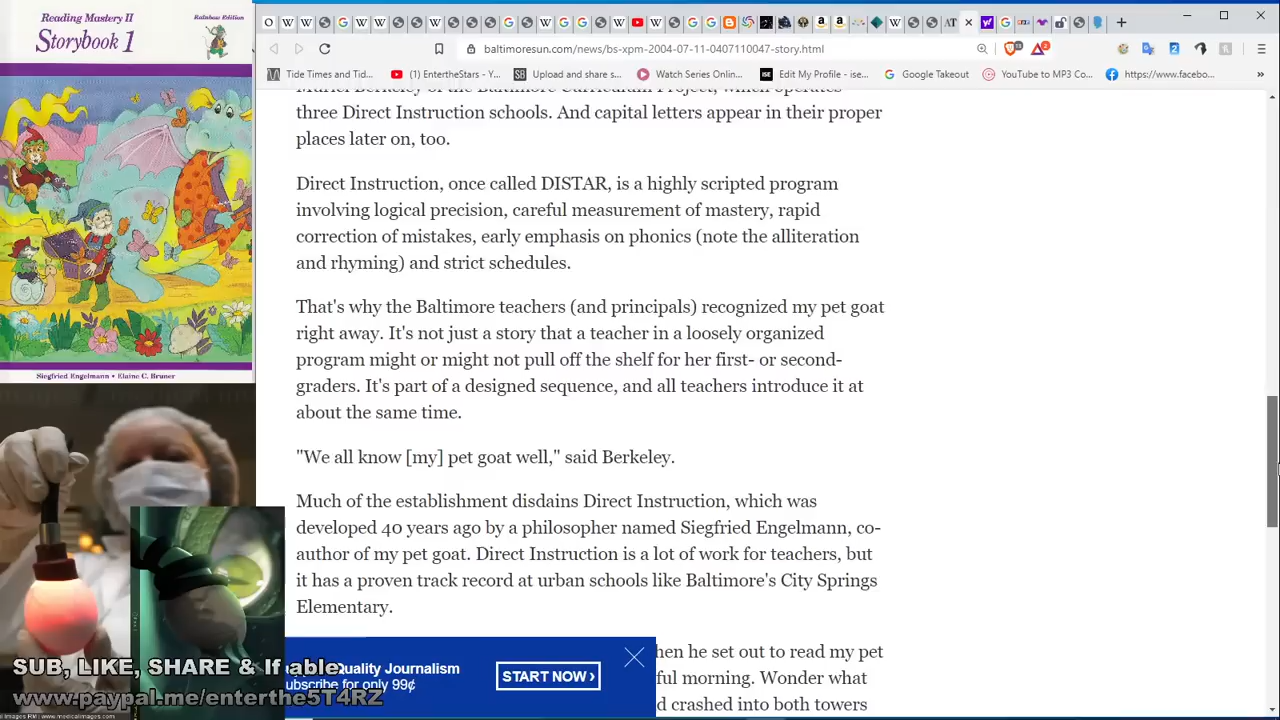 Reading Mastery II
Rainbow Edition
Storybook 1
Siegfried Engelmann • Elaine C. Bruner
baltimoresun.com/news/bs-xpm-2004-07-11-0407110047-story.html
Tide Times and Tid...
(1) EntertheStars - Y...
Upload and share s...
Watch Series Onlin...
Edit My Profile - ise...
Google Takeout
YouTube to MP3 Co...
https://www.facebo...
»
Muriel Berkeley of the Baltimore Curriculum Project, which operates
three Direct Instruction schools. And capital letters appear in their proper
places later on, too.
Direct Instruction, once called DISTAR, is a highly scripted program
involving logical precision, careful measurement of mastery, rapid
correction of mistakes, early emphasis on phonics (note the alliteration
and rhyming) and strict schedules.
That's why the Baltimore teachers (and principals) recognized my pet goat
right away. It's not just a story that a teacher in a loosely organized
program might or might not pull off the shelf for her first- or second-
graders. It's part of a designed sequence, and all teachers introduce it at
about the same time.
"We all know [my] pet goat well," said Berkeley.
Much of the establishment disdains Direct Instruction, which was
developed 40 years ago by a philosopher named Siegfried Engelmann, co-
author of my pet goat. Direct Instruction is a lot of work for teachers, but
it has a proven track record at urban schools like Baltimore's City Springs
Elementary.
hen he set out to read my pet
ful morning. Wonder what
d crashed into both towers
Quality Journalism
ubscribe for only 99¢
START NOW ›
SUB, LIKE, SHARE & If able:
www.paypal.me/enterthe5T4RZ